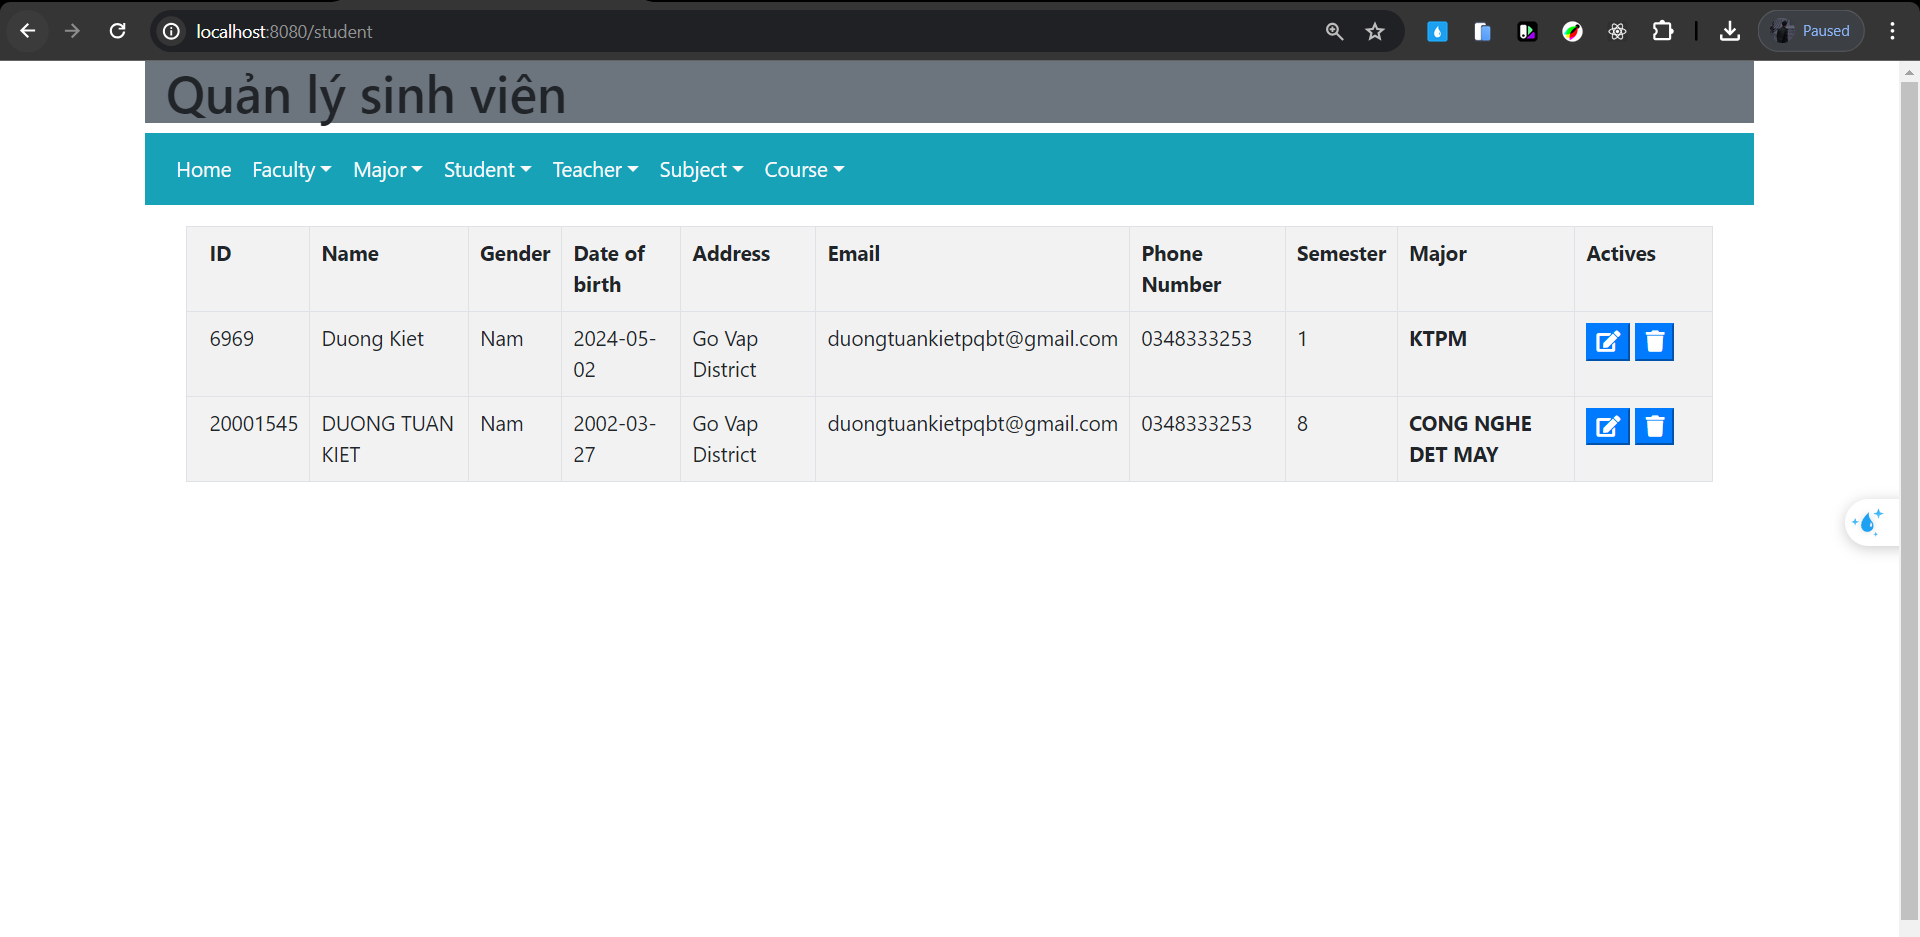 localhost:8080/student
Paused
Quản lý sinh viên
Home Faculty Major Student Teacher Subject Course
ID Name Gender Date of birth Address Email Phone Number Semester Major Actives
6969 Duong Kiet Nam 2024-05-02 Go Vap District duongtuankietpqbt@gmail.com 0348333253 1 KTPM
20001545 DUONG TUAN KIET Nam 2002-03-27 Go Vap District duongtuankietpqbt@gmail.com 0348333253 8 CONG NGHE DET MAY